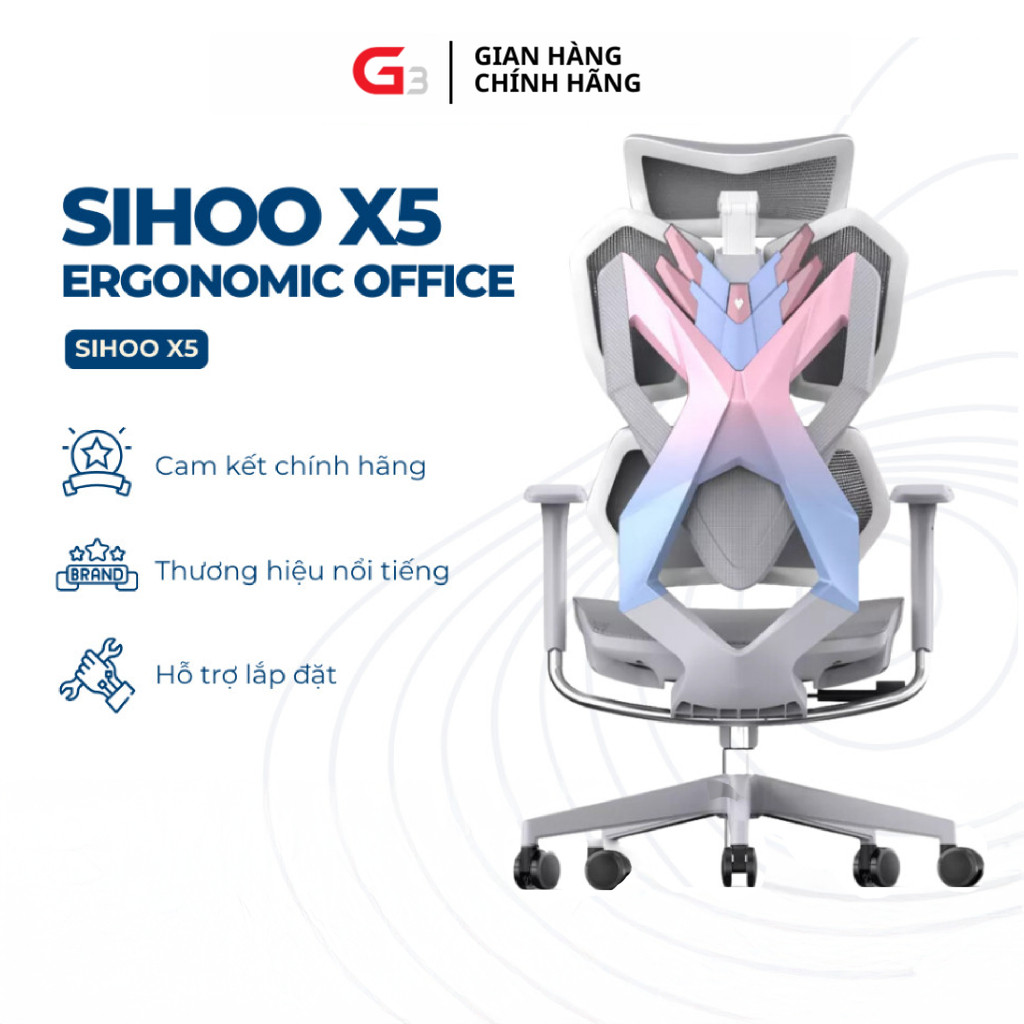 G3
GIAN HÀNG
CHÍNH HÃNG
SIHOO X5
ERGONOMIC OFFICE
SIHOO X5
Cam kết chính hãng
BRAND
Thương hiệu nổi tiếng
Hỗ trợ lắp đặt